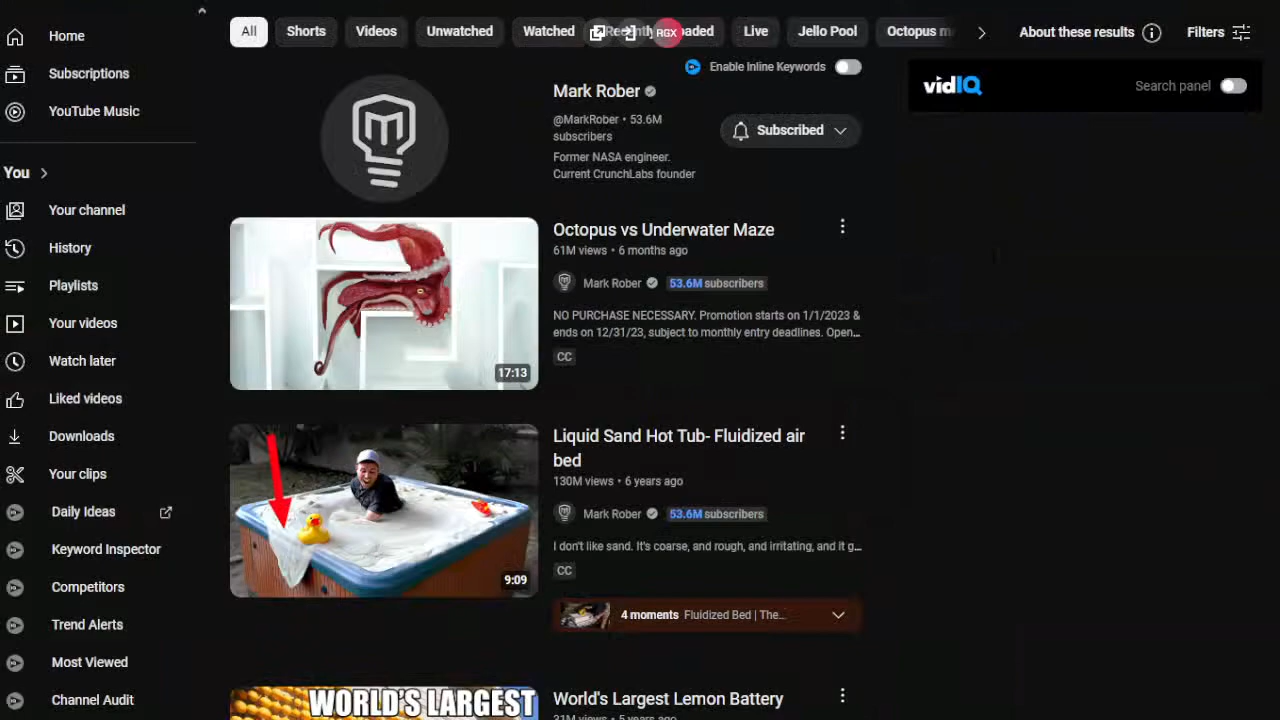 All
Shorts
Videos
Unwatched
Watched
RGX
Live
Jello Pool
Octopus
About these results
Filters
Home
Subscriptions
YouTube Music
You
Your channel
History
Playlists
Your videos
Watch later
Liked videos
Downloads
Your clips
Daily Ideas
Keyword Inspector
Competitors
Trend Alerts
Most Viewed
Channel Audit
Enable Inline Keywords
Mark Rober
@MarkRober • 53.6M
subscribers
Former NASA engineer.
Current CrunchLabs founder
Subscribed
vidIQ
Search panel
Octopus vs Underwater Maze
61M views • 6 months ago
Mark Rober
53.6M subscribers
NO PURCHASE NECESSARY. Promotion starts on 1/1/2023 &
ends on 12/31/23, subject to monthly entry deadlines. Open...
CC
17:13
Liquid Sand Hot Tub- Fluidized air
bed
130M views • 6 years ago
Mark Rober
53.6M subscribers
I don't like sand. It's coarse, and rough, and irritating, and it g...
CC
9:09
4 moments Fluidized Bed | The...
WORLD'S LARGEST
World's Largest Lemon Battery
31M views • 5 years ago